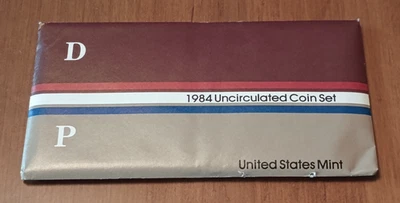 D
1984 Uncirculated Coin Set
P
United States Mint